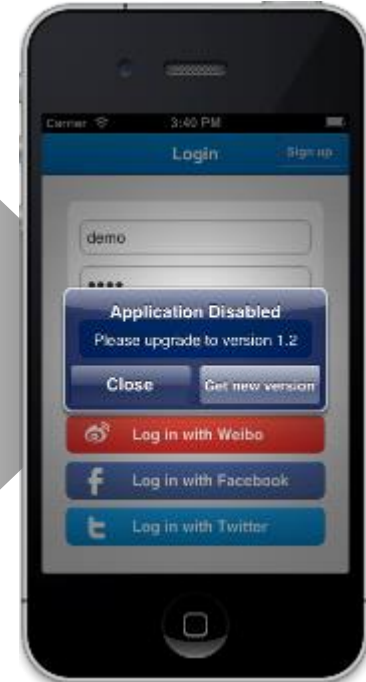 Carrier 3:40 PM
Login Sign up
demo
••••
Application Disabled
Please upgrade to version 1.2
Close Get new version
Log in with Weibo
Log in with Facebook
Log in with Twitter